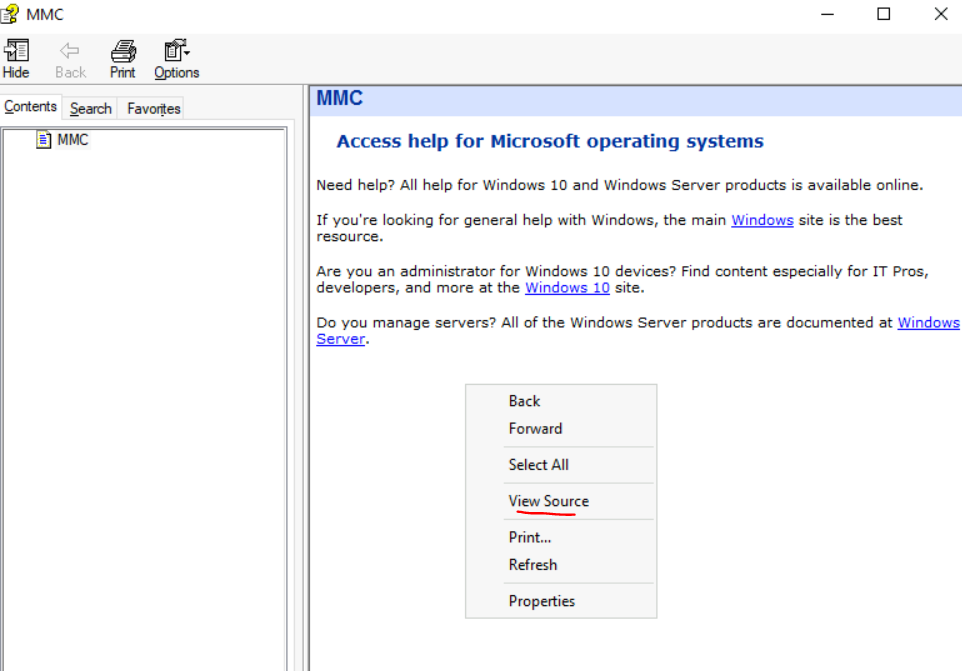 MMC
Hide Back Print Options
Contents Search Favorites
MMC
MMC
Access help for Microsoft operating systems
Need help? All help for Windows 10 and Windows Server products is available online.
If you're looking for general help with Windows, the main Windows site is the best
resource.
Are you an administrator for Windows 10 devices? Find content especially for IT Pros,
developers, and more at the Windows 10 site.
Do you manage servers? All of the Windows Server products are documented at Windows
Server.
Back
Forward
Select All
View Source
Print...
Refresh
Properties